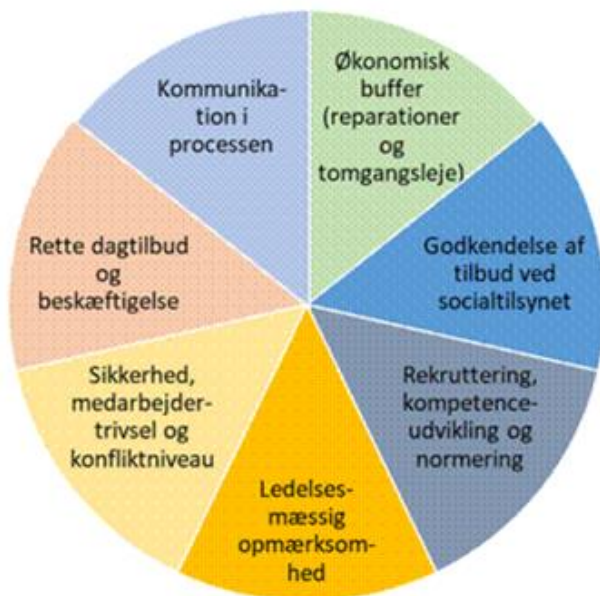 Økonomisk
buffer
(reparationer
og
tomgangsleje)
Godkendelse af
tilbud ved
socialtilsynet
Rekruttering,
kompetence-
udvikling og
normering
Ledelses-
mæssig
opmærksom-
hed
Sikkerhed,
medarbejder-
trivsel og
konfliktniveau
Rette dagtilbud
og
beskæftigelse
Kommunika-
tion i
processen